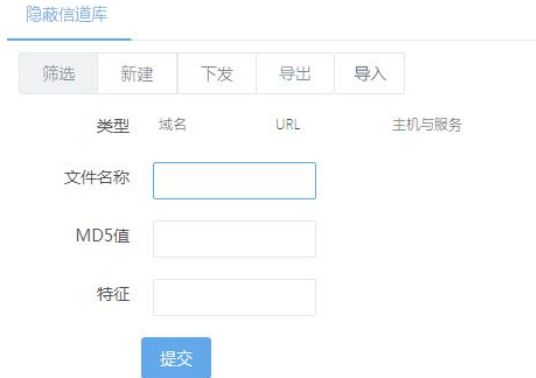 隐蔽信道库
筛选 新建 下发 导出 导入
类型 域名 URL 主机与服务
文件名称
MD5值
特征
提交